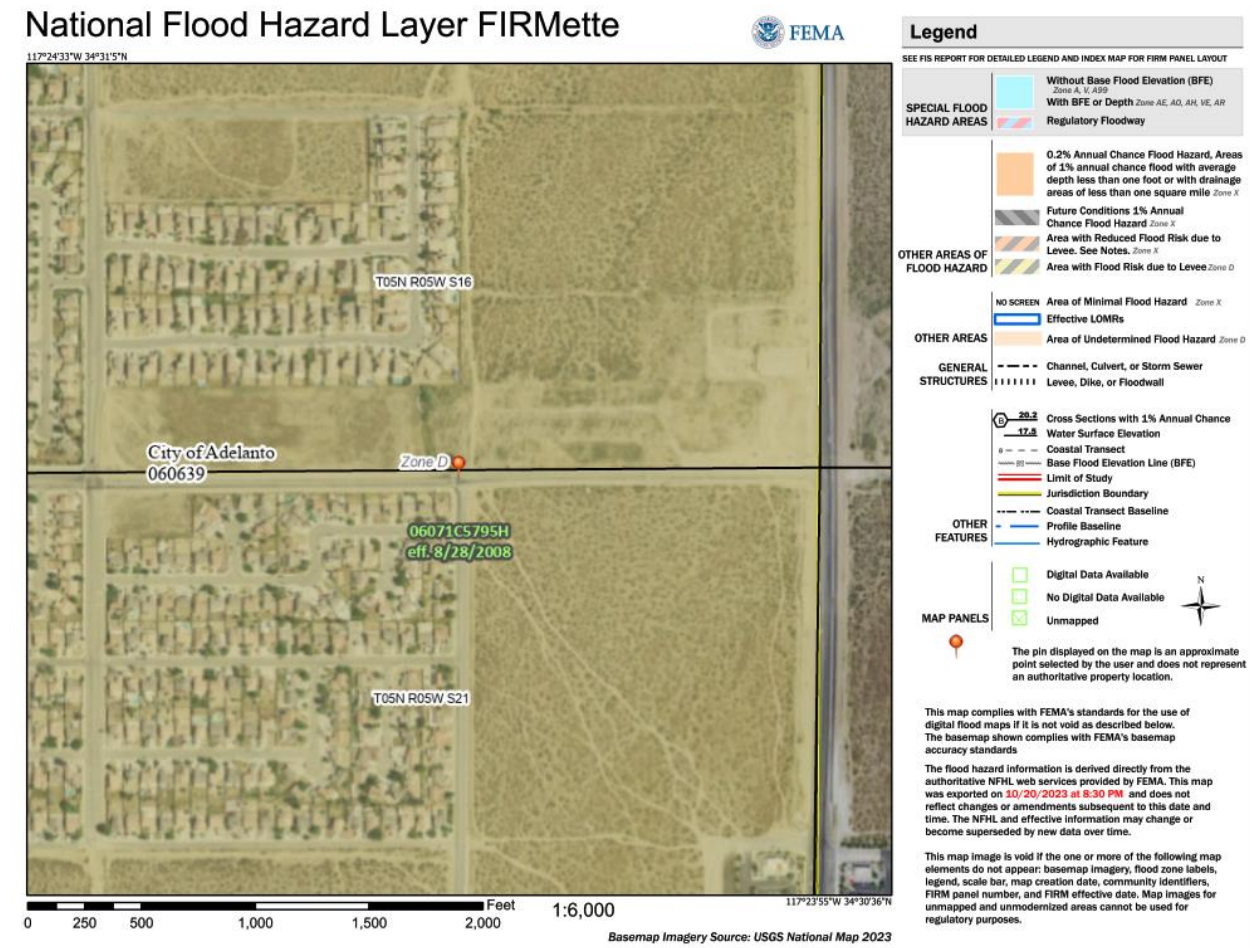 National Flood Hazard Layer FIRMette
FEMA
117°24'33"W 34°31'5"N
T05N R05W S16
City of Adelanto
060639
Zone D
06071C5795H
eff. 8/28/2008
T05N R05W S21
0 250 500 1,000 1,500 2,000
Feet
1:6,000
117°23'55"W 34°30'36"N
Basemap Imagery Source: USGS National Map 2023
Legend
SEE FIS REPORT FOR DETAILED LEGEND AND INDEX MAP FOR FIRM PANEL LAYOUT
SPECIAL FLOOD
HAZARD AREAS
Without Base Flood Elevation (BFE)
Zone A, V, A99
With BFE or Depth Zone AE, AO, AH, VE, AR
Regulatory Floodway
0.2% Annual Chance Flood Hazard, Areas
of 1% annual chance flood with average
depth less than one foot or with drainage
areas of less than one square mile Zone X
Future Conditions 1% Annual
Chance Flood Hazard Zone X
Area with Reduced Flood Risk due to
Levee. See Notes. Zone X
Area with Flood Risk due to Levee Zone D
OTHER AREAS OF
FLOOD HAZARD
NO SCREEN Area of Minimal Flood Hazard Zone X
Effective LOMRs
Area of Undetermined Flood Hazard Zone D
OTHER AREAS
GENERAL
STRUCTURES
Channel, Culvert, or Storm Sewer
Levee, Dike, or Floodwall
B 20.2 Cross Sections with 1% Annual Chance
17.5 Water Surface Elevation
8 Coastal Transect
513 Base Flood Elevation Line (BFE)
Limit of Study
Jurisdiction Boundary
Coastal Transect Baseline
Profile Baseline
Hydrographic Feature
OTHER
FEATURES
Digital Data Available
No Digital Data Available
Unmapped
MAP PANELS
N
The pin displayed on the map is an approximate
point selected by the user and does not represent
an authoritative property location.
This map complies with FEMA's standards for the use of
digital flood maps if it is not void as described below.
The basemap shown complies with FEMA's basemap
accuracy standards
The flood hazard information is derived directly from the
authoritative NFHL web services provided by FEMA. This map
was exported on 10/20/2023 at 8:30 PM and does not
reflect changes or amendments subsequent to this date and
time. The NFHL and effective information may change or
become superseded by new data over time.
This map image is void if the one or more of the following map
elements do not appear: basemap imagery, flood zone labels,
legend, scale bar, map creation date, community identifiers,
FIRM panel number, and FIRM effective date. Map images for
unmapped and unmodernized areas cannot be used for
regulatory purposes.